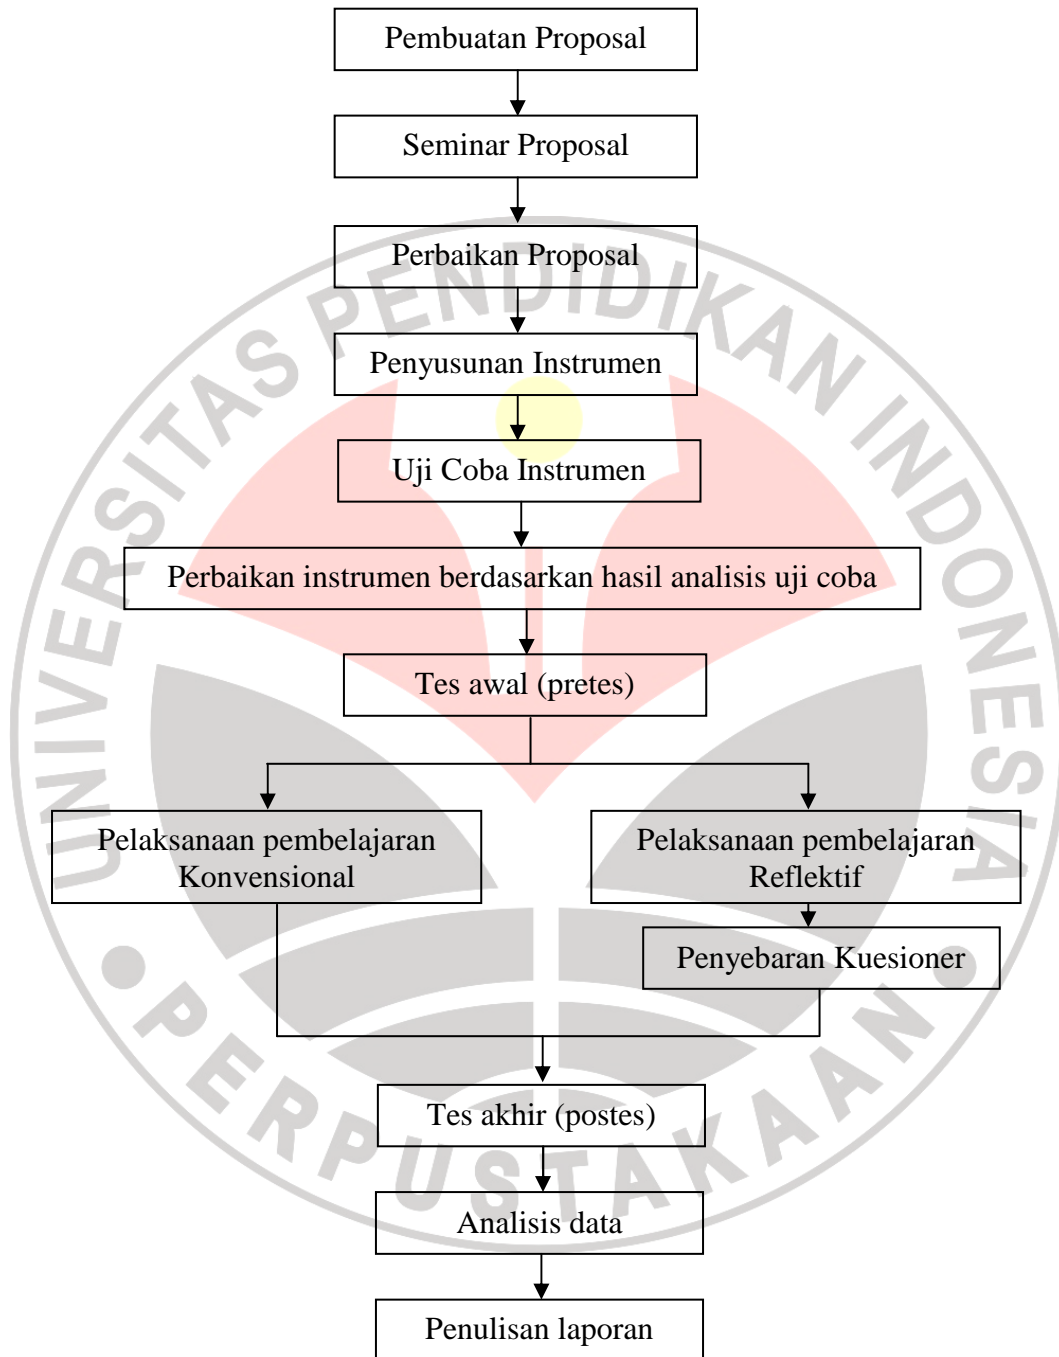 Pembuatan Proposal
Seminar Proposal
Perbaikan Proposal
Penyusunan Instrumen
Uji Coba Instrumen
Perbaikan instrumen berdasarkan hasil analisis uji coba
Tes awal (pretes)
Pelaksanaan pembelajaran
Konvensional
Pelaksanaan pembelajaran
Reflektif
Penyebaran Kuesioner
Tes akhir (postes)
Analisis data
Penulisan laporan
UNIVERSITAS PENDIDIKAN INDONESIA
PERPUSTAKAAN